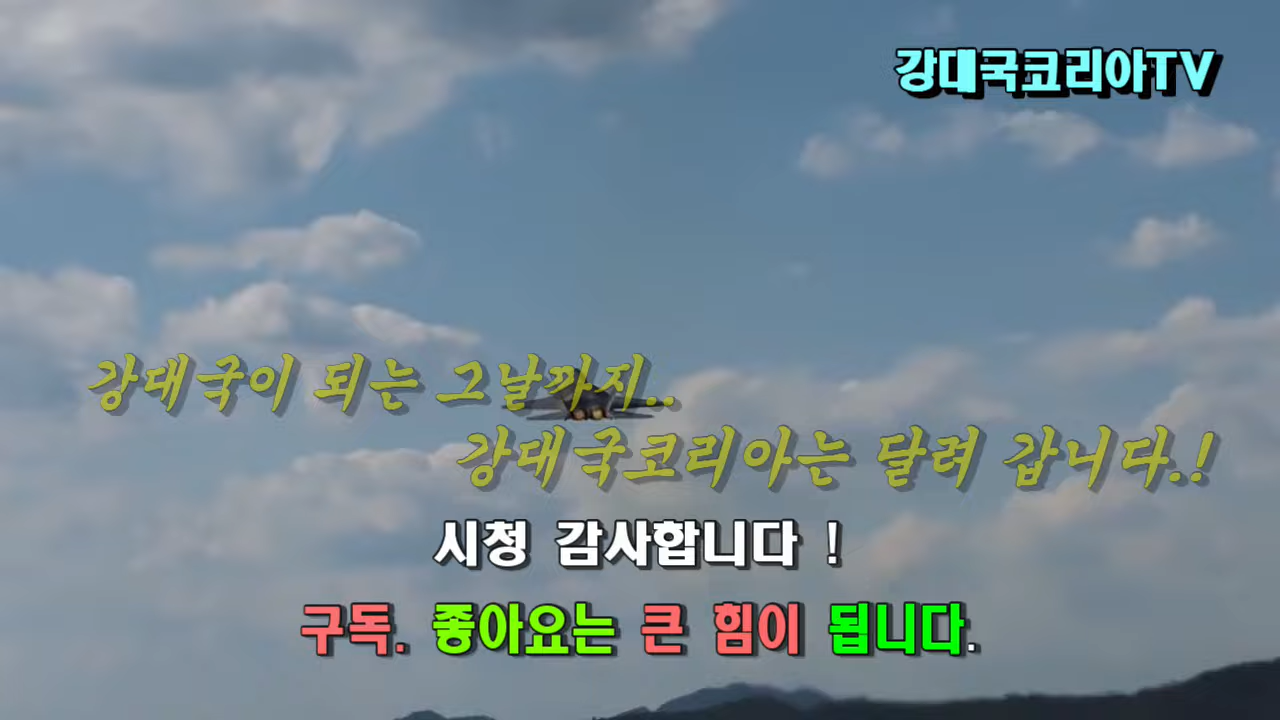 강대국코리아TV
강대국이 되는 그날까지..
강대국코리아는 달려 갑니다.!
시청 감사합니다 !
구독. 좋아요는 큰 힘이 됩니다.